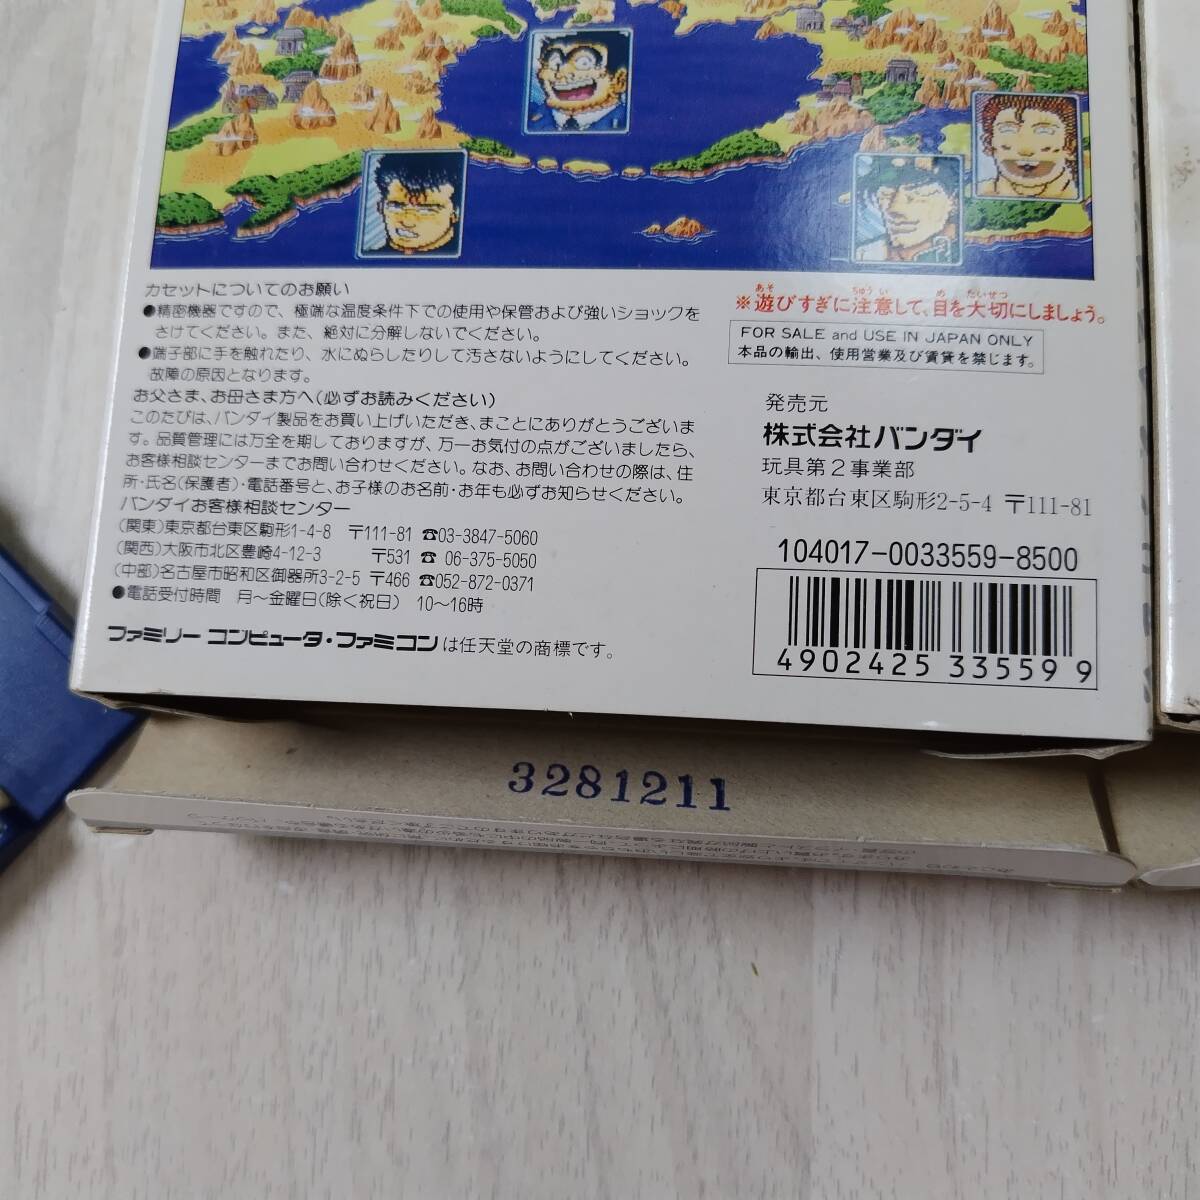 カセットについてのお願い
●精密機器ですので、極端な温度条件下での使用や保管および強いショックを
さけてください。また、絶対に分解しないでください。
●端子部に手を触れたり、水にぬらしたりして汚さないようにしてください。
故障の原因となります。
お父さま、お母さま方へ(必ずお読みください)
このたびは、バンダイ製品をお買い上げいただき、まことにありがとうございま
す。品質管理には万全を期しておりますが、万一お気付の点がございましたら、
お客様相談センターまでお問い合わせください。なお、お問い合わせの際は、住
所・氏名(保護者)・電話番号と、お子様のお名前・お年も必ずお知らせください。
バンダイお客様相談センター
(関東)東京都台東区駒形1-4-8 〒111-81 ☎03-3847-5060
(関西)大阪市北区豊崎4-12-3 〒531 ☎ 06-375-5050
(中部)名古屋市昭和区御器所3-2-5 〒466 ☎052-872-0371
●電話受付時間 月〜金曜日(除く祝日) 10〜16時
ファミリー コンピュータ・ファミコン は任天堂の商標です。
あそ ちゅうい め たいせつ
※遊びすぎに注意して、目を大切にしましょう。
FOR SALE and USE IN JAPAN ONLY
本品の輸出、使用営業及び賃貸を禁じます。
発売元
株式会社バンダイ
玩具第2事業部
東京都台東区駒形2-5-4 〒111-81
104017-0033559-8500
4902425 33559 9
3281211